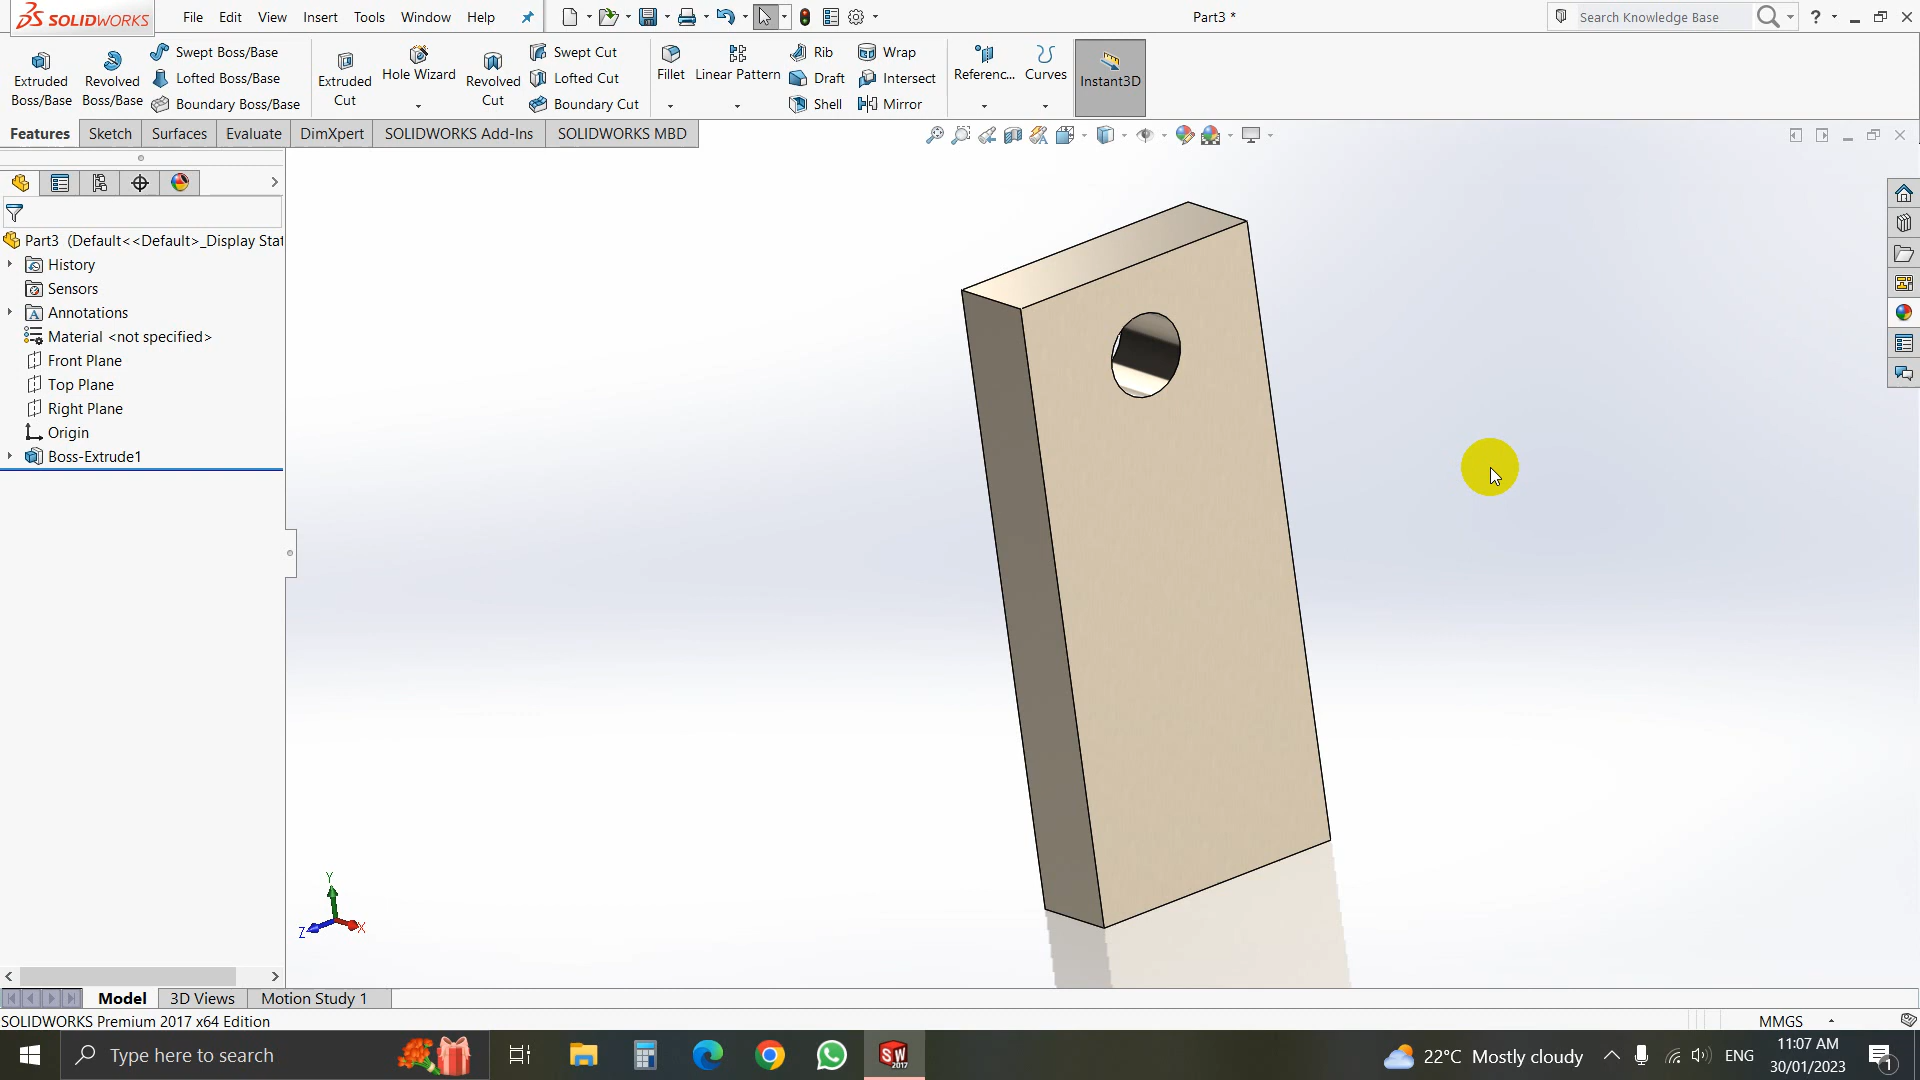 SOLIDWORKS
File Edit View Insert Tools Window Help
Part3 *
Search Knowledge Base
Extruded Boss/Base
Revolved Boss/Base
Swept Boss/Base
Lofted Boss/Base
Boundary Boss/Base
Extruded Cut
Hole Wizard
Revolved Cut
Swept Cut
Lofted Cut
Boundary Cut
Fillet
Linear Pattern
Rib
Draft
Shell
Wrap
Intersect
Mirror
Referenc...
Curves
Instant3D
Features Sketch Surfaces Evaluate DimXpert SOLIDWORKS Add-Ins SOLIDWORKS MBD
Part3 (Default<<Default>_Display Stat
History
Sensors
Annotations
Material <not specified>
Front Plane
Top Plane
Right Plane
Origin
Boss-Extrude1
Y
Z X
Model 3D Views Motion Study 1
SOLIDWORKS Premium 2017 x64 Edition
MMGS
Type here to search
SW
2017
22°C Mostly cloudy
ENG
11:07 AM
30/01/2023
1